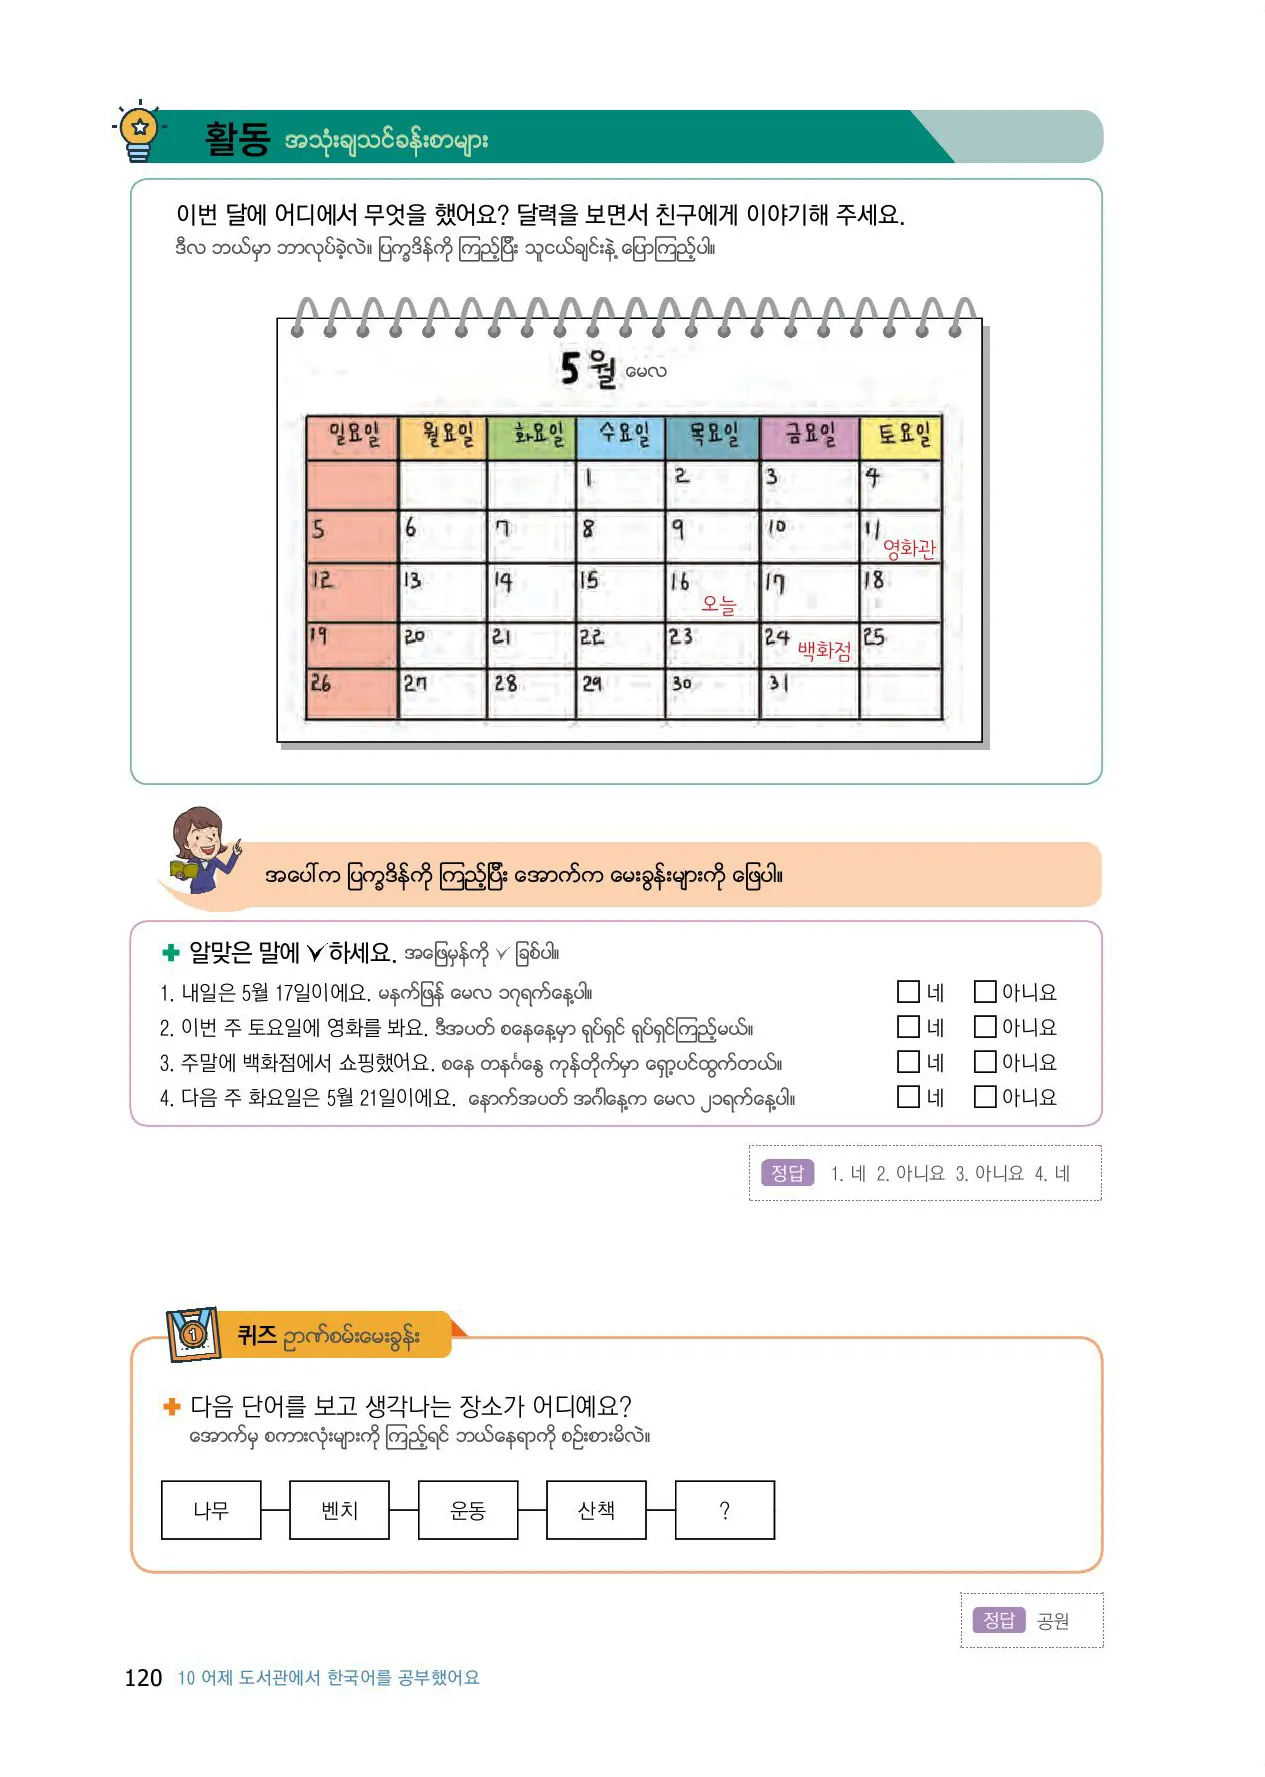 활동 အသုံးချသင်ခန်းစာများ
이번 달에 어디에서 무엇을 했어요? 달력을 보면서 친구에게 이야기해 주세요.
ဒီလ ဘယ်မှာ ဘာလုပ်ခဲ့လဲ။ ပြက္ခဒိန်ကို ကြည့်ပြီး သူငယ်ချင်းနဲ့ ပြောကြည့်ပါ။
5월 မေလ
일요일 월요일 화요일 수요일 목요일 금요일 토요일
1 2 3 4
5 6 7 8 9 10 11 영화관
12 13 14 15 16 오늘 17 18
19 20 21 22 23 24 백화점 25
26 27 28 29 30 31
အပေါ်က ပြက္ခဒိန်ကို ကြည့်ပြီး အောက်က မေးခွန်းများကို ဖြေပါ။
알맞은 말에 ✓하세요. အဖြေမှန်ကို ✓ ခြစ်ပါ။
1. 내일은 5월 17일이에요. မနက်ဖြန် မေလ ၁၇ရက်နေ့ပါ။ □ 네 □ 아니요
2. 이번 주 토요일에 영화를 봐요. ဒီအပတ် စနေနေ့မှာ ရုပ်ရှင် ရုပ်ရှင်ကြည့်မယ်။ □ 네 □ 아니요
3. 주말에 백화점에서 쇼핑했어요. စနေ တနင်္ဂနွေ ကုန်တိုက်မှာ ရှော့ပင်ထွက်တယ်။ □ 네 □ 아니요
4. 다음 주 화요일은 5월 21일이에요. နောက်အပတ် အင်္ဂါနေ့က မေလ ၂၁ရက်နေ့ပါ။ □ 네 □ 아니요
정답 1. 네 2. 아니요 3. 아니요 4. 네
1
퀴즈 ဉာဏ်စမ်းမေးခွန်း
다음 단어를 보고 생각나는 장소가 어디예요?
အောက်မှ စကားလုံးများကို ကြည့်ရင် ဘယ်နေရာကို စဉ်းစားမိလဲ။
나무 벤치 운동 산책 ?
정답 공원
120 10 어제 도서관에서 한국어를 공부했어요